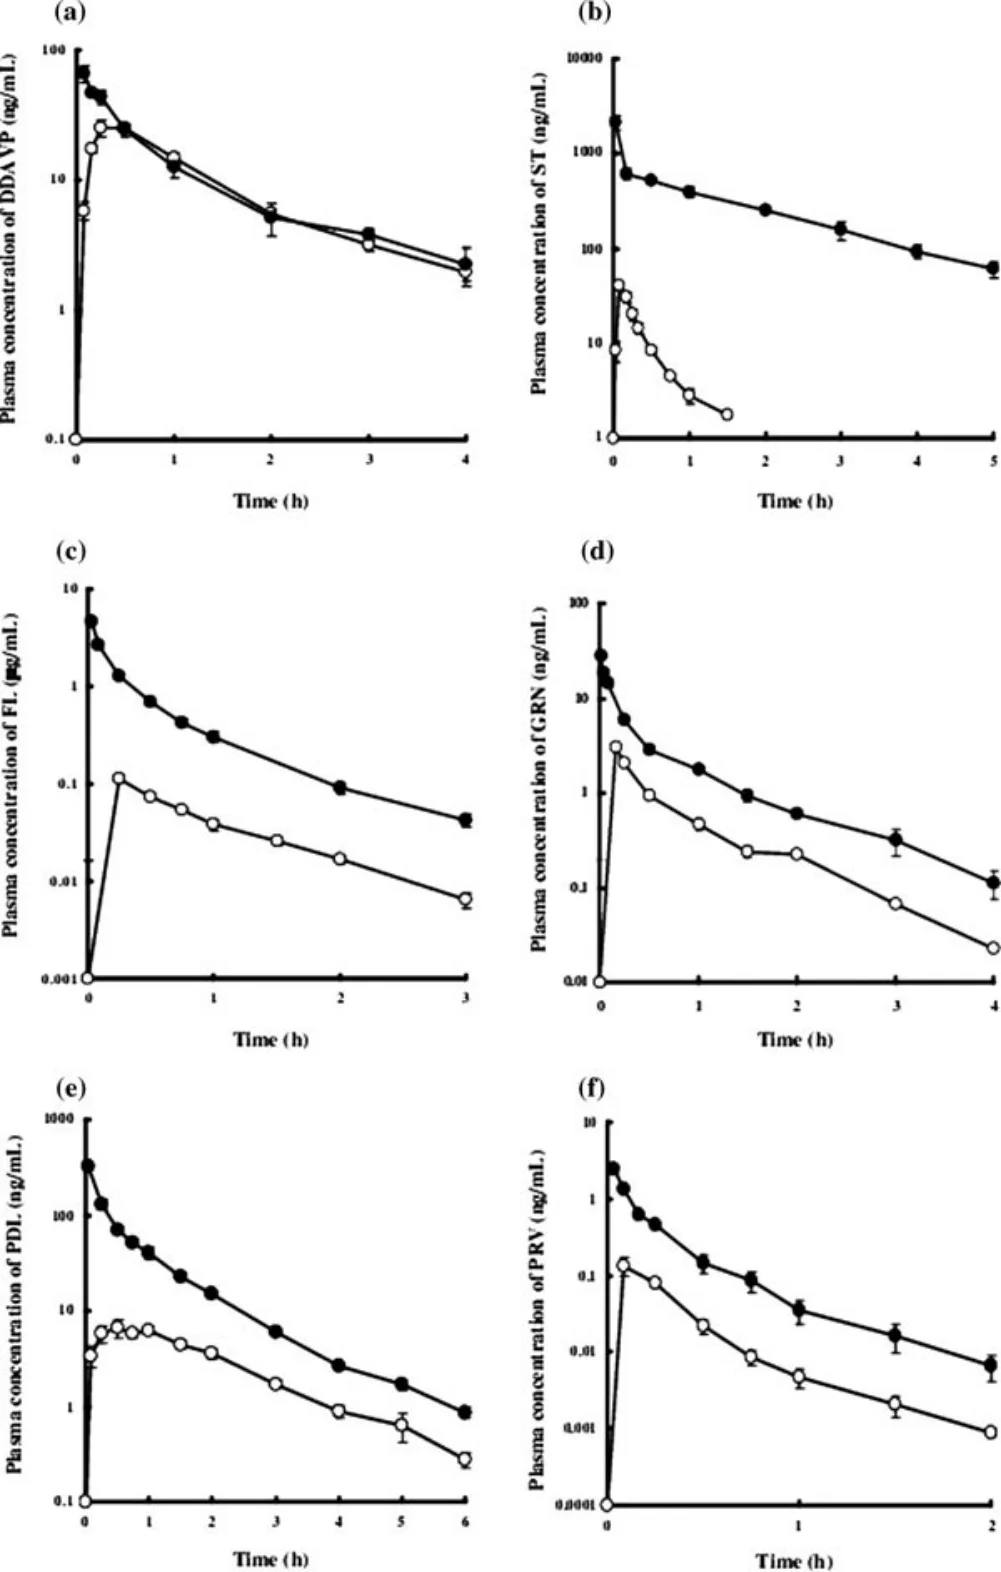 (a)
Plasma concentration of DDAVP (ng/mL)
100
10
1
0.1
0 1 2 3 4
Time (h)
(b)
Plasma concentration of ST (ng/mL)
10000
1000
100
10
1
0 1 2 3 4 5
Time (h)
(c)
Plasma concentration of FL (μg/mL)
10
1
0.1
0.01
0.001
0 1 2 3
Time (h)
(d)
Plasma concentration of GRN (ng/mL)
100
10
1
0.1
0.01
0 1 2 3 4
Time (h)
(e)
Plasma concentration of PDL (ng/mL)
1000
100
10
1
0.1
0 1 2 3 4 5 6
Time (h)
(f)
Plasma concentration of PRV (ng/mL)
10
1
0.1
0.01
0.001
0.0001
0 1 2
Time (h)